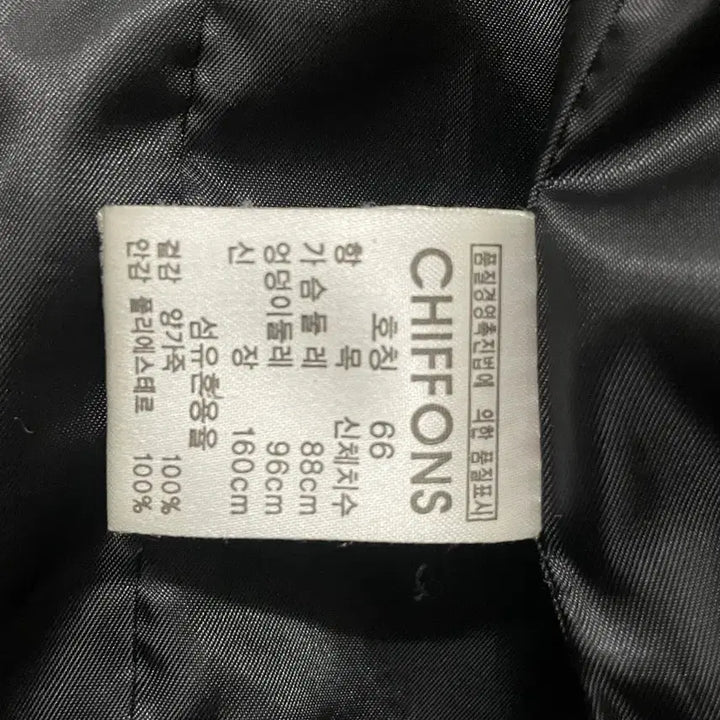 품질경영촉진법에 의한 품질표시
CHIFFONS
호칭 66
항 목 신체치수
가슴둘레 88cm
엉덩이둘레 96cm
신 장 160cm
섬유혼용율
겉감 양가죽 100%
안감 폴리에스테르 100%